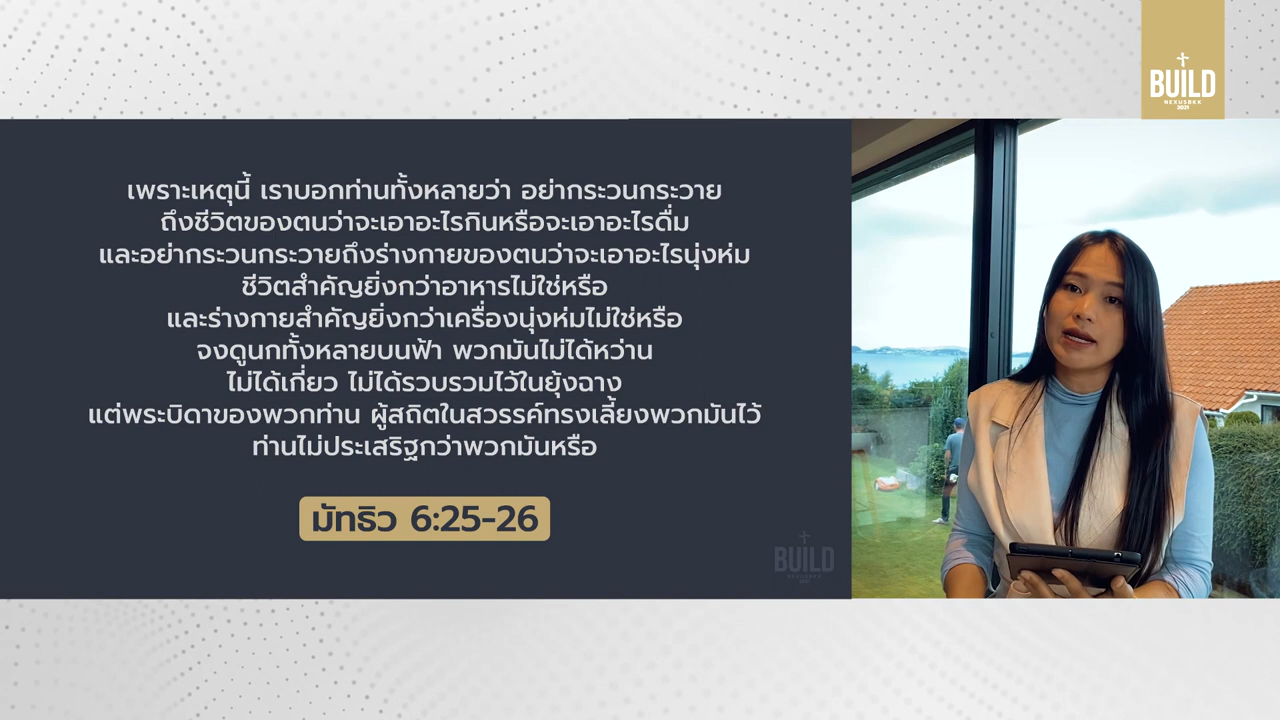 BUILD
NEXUSBKK
2021
เพราะเหตุนี้ เราบอกท่านทั้งหลายว่า อย่ากระวนกระวาย
ถึงชีวิตของตนว่าจะเอาอะไรกินหรือจะเอาอะไรดื่ม
และอย่ากระวนกระวายถึงร่างกายของตนว่าจะเอาอะไรนุ่งห่ม
ชีวิตสำคัญยิ่งกว่าอาหารไม่ใช่หรือ
และร่างกายสำคัญยิ่งกว่าเครื่องนุ่งห่มไม่ใช่หรือ
จงดูนกทั้งหลายบนฟ้า พวกมันไม่ได้หว่าน
ไม่ได้เกี่ยว ไม่ได้รวบรวมไว้ในยุ้งฉาง
แต่พระบิดาของพวกท่าน ผู้สถิตในสวรรค์ทรงเลี้ยงพวกมันไว้
ท่านไม่ประเสริฐกว่าพวกมันหรือ
มัทธิว 6:25-26
BUILD
NEXUSBKK
2021